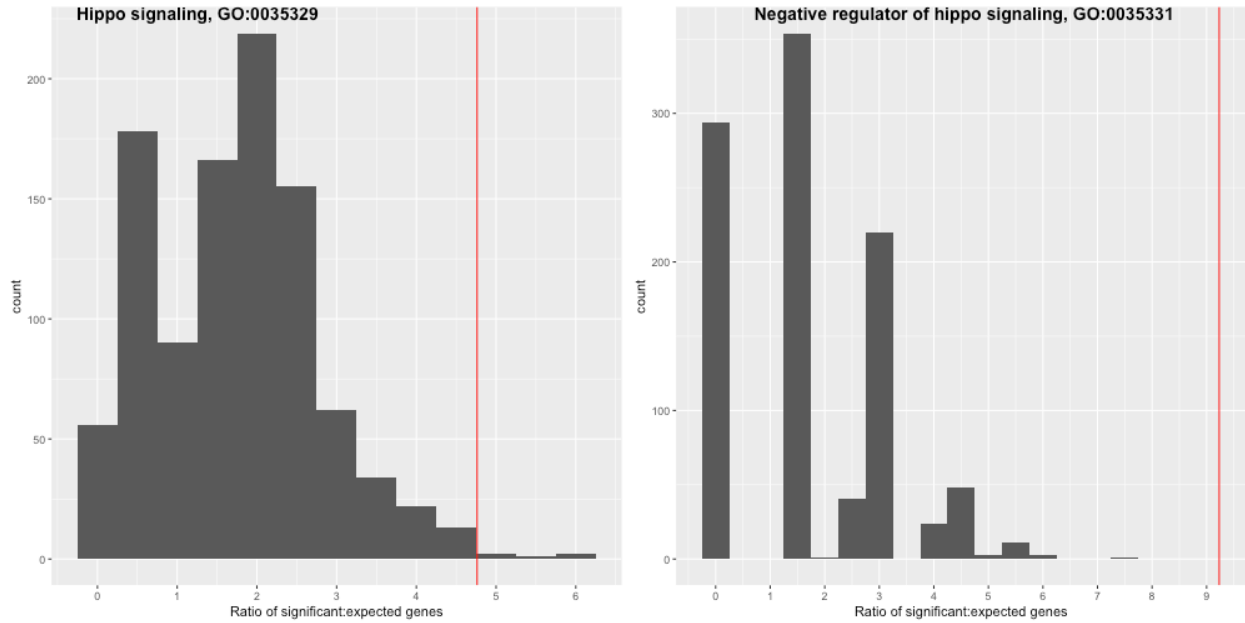 Hippo signaling, GO:0035329
200
150
100
50
0
count
0 1 2 3 4 5 6
Ratio of significant:expected genes
Negative regulator of hippo signaling, GO:0035331
300
200
100
0
count
0 1 2 3 4 5 6 7 8 9
Ratio of significant:expected genes